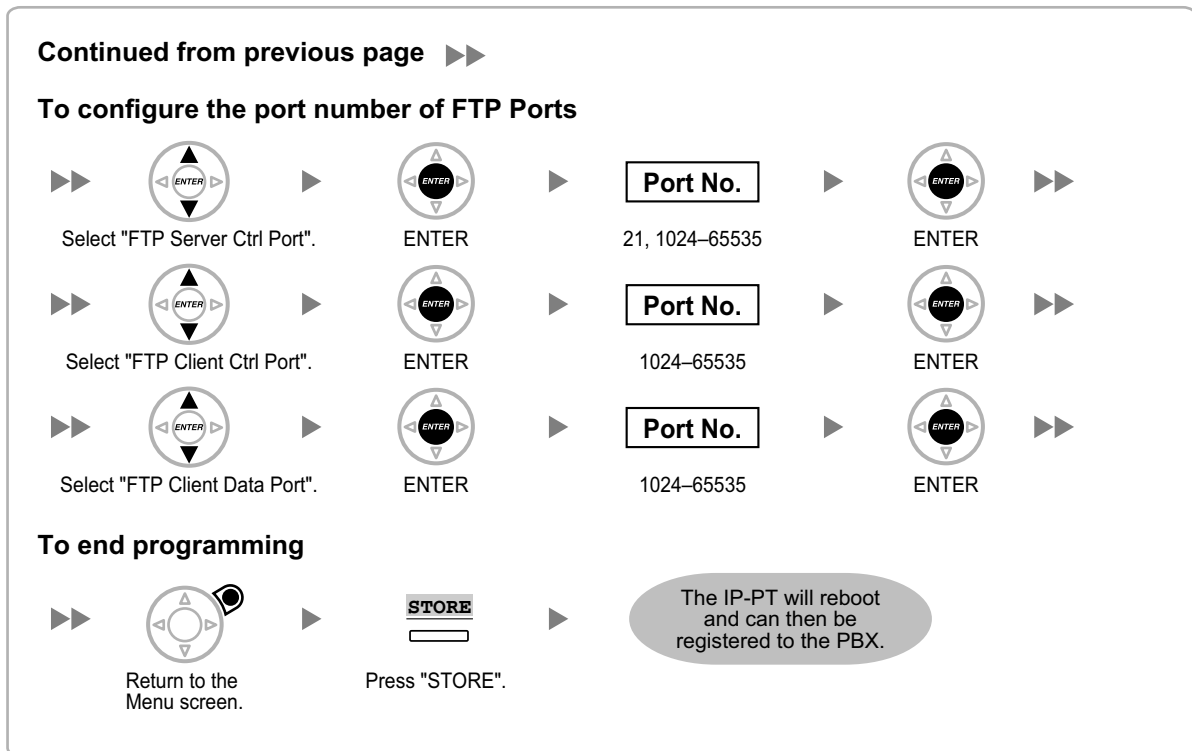 Continued from previous page
To configure the port number of FTP Ports
ENTER ENTER Port No. ENTER
Select "FTP Server Ctrl Port". ENTER 21, 1024–65535 ENTER
ENTER ENTER Port No. ENTER
Select "FTP Client Ctrl Port". ENTER 1024–65535 ENTER
ENTER ENTER Port No. ENTER
Select "FTP Client Data Port". ENTER 1024–65535 ENTER
To end programming
STORE
The IP-PT will reboot
and can then be
registered to the PBX.
Return to the
Menu screen.
Press "STORE".